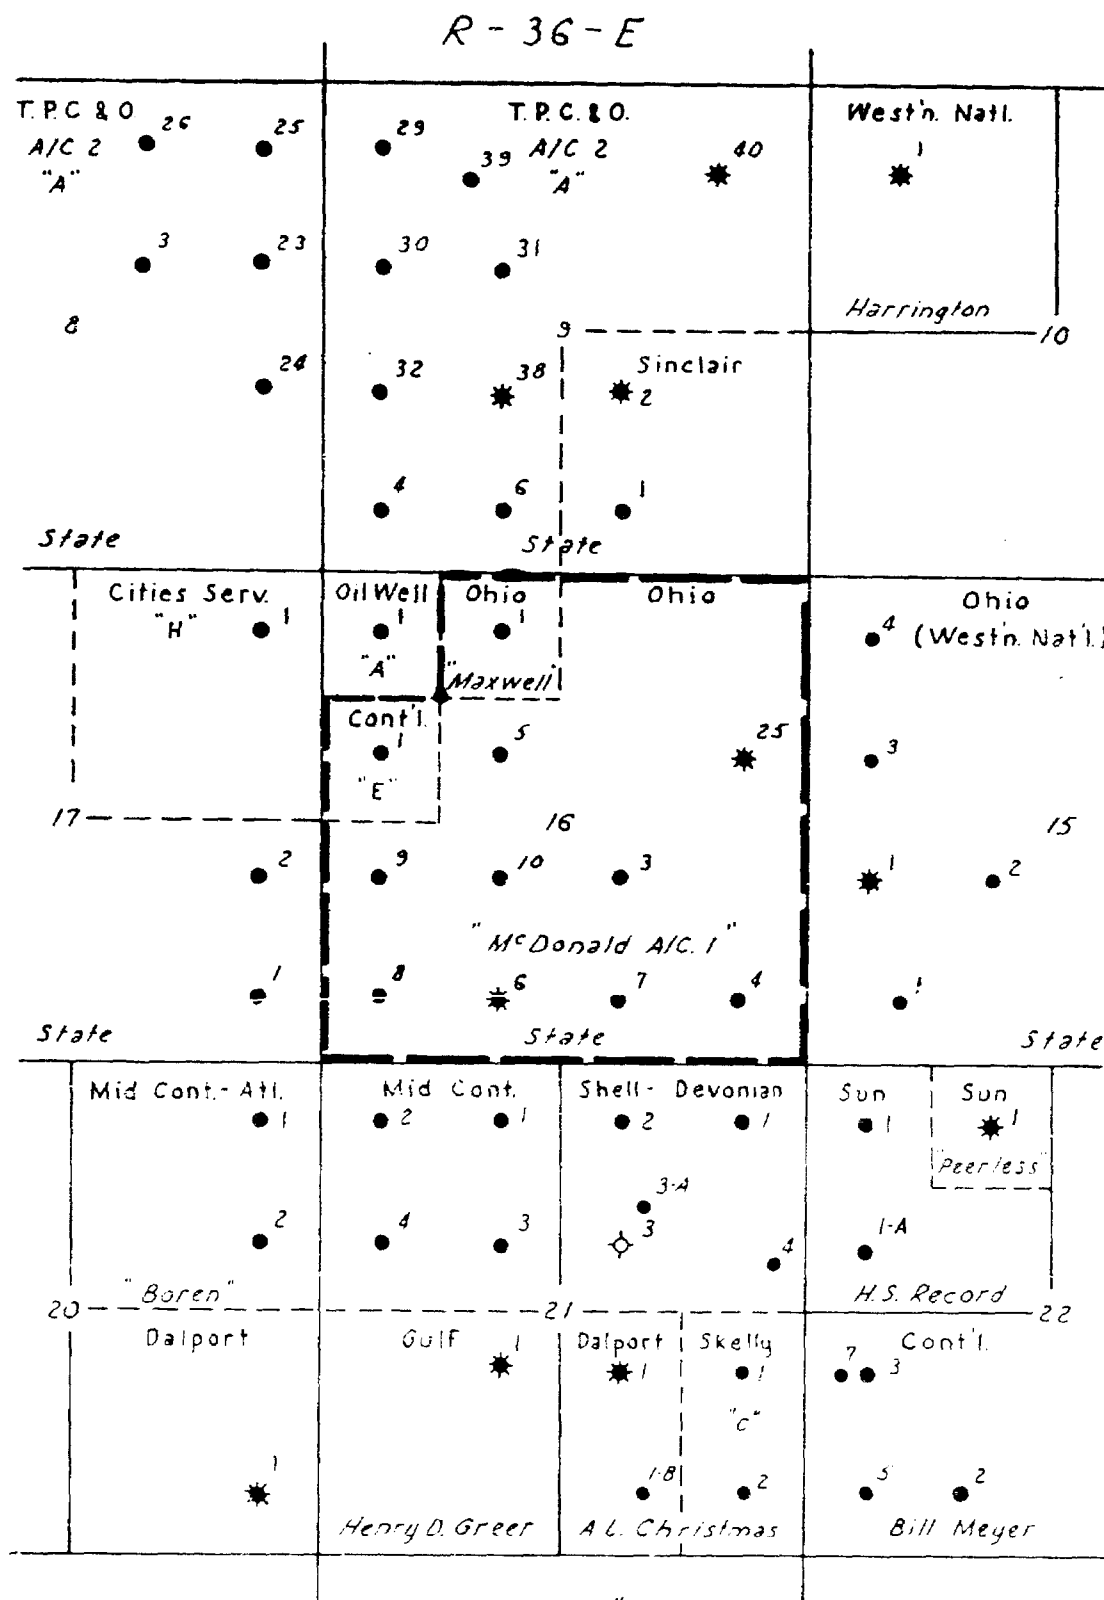 R - 36 - E
T.P.C & O.
A/C 2
"A"
26
25
3
23
8
24
State
T.P.C. & O.
A/C 2
"A"
29
39
40
30
31
9
32
38
4
6
State
Sinclair
2
1
West'n. Natl.
1
Harrington
10
Cities Serv.
"H"
1
17
2
1
State
Oil Well
1
"A"
Cont'l.
1
"E"
Ohio
1
"Maxwell"
Ohio
5
25
16
9
10
3
"McDonald A/C. 1"
8
6
7
4
State
Ohio
(West'n. Nat'l.)
4
3
15
1
2
1
State
Mid Cont.- Atl.
1
2
"Boren"
20
Mid Cont.
2
1
4
3
21
Shell- Devonian
2
1
3-A
3
4
Sun
1
1-A
Sun
1
"Peerless"
H.S. Record
22
Dalport
1
Gulf
1
Henry D. Greer
Dalport
1
1-B
Skelly
1
"C"
2
A.L. Christmas
Cont'l.
7
3
5
2
Bill Meyer